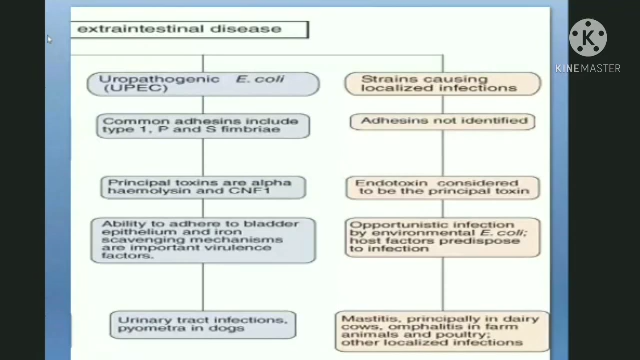 extraintestinal disease
Uropathogenic E. coli
(UPEC)
Common adhesins include
type 1, P and S fimbriae
Principal toxins are alpha
haemolysin and CNF1
Ability to adhere to bladder
epithelium and iron
scavenging mechanisms
are important virulence
factors.
Urinary tract infections,
pyometra in dogs
Strains causing
localized infections
Adhesins not identified
Endotoxin considered
to be the principal toxin
Opportunistic infection
by environmental E. coli;
host factors predispose
to infection
Mastitis, principally in dairy
cows, omphalitis in farm
animals and poultry;
other localized infections
K
KINEMASTER